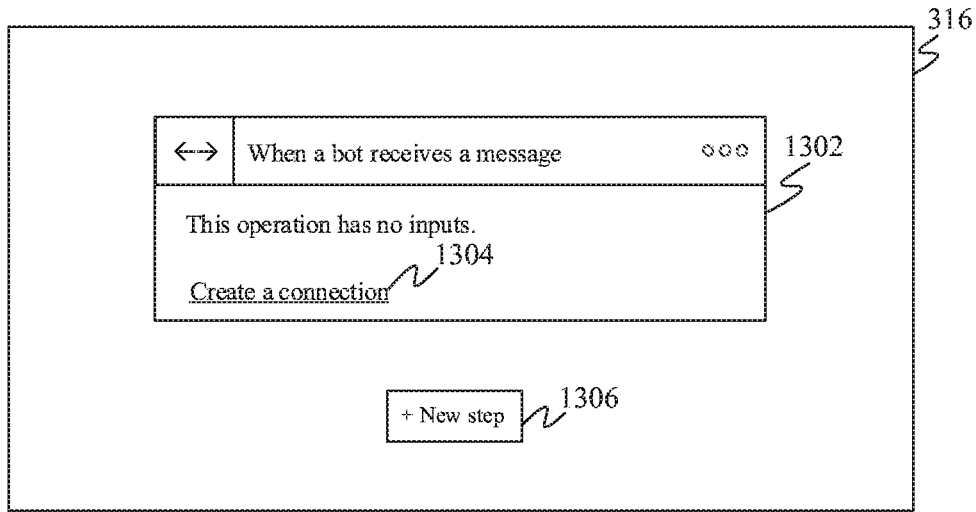 316
When a bot receives a message
1302
This operation has no inputs.
1304
Create a connection
+ New step
1306